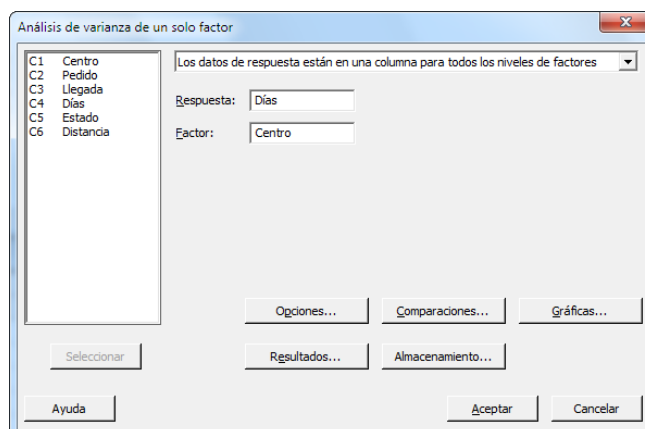 Análisis de varianza de un solo factor
C1 Centro
C2 Pedido
C3 Llegada
C4 Días
C5 Estado
C6 Distancia
Los datos de respuesta están en una columna para todos los niveles de factores
Respuesta: Días
Factor: Centro
Opciones... Comparaciones... Gráficas...
Seleccionar Resultados... Almacenamiento...
Ayuda Aceptar Cancelar